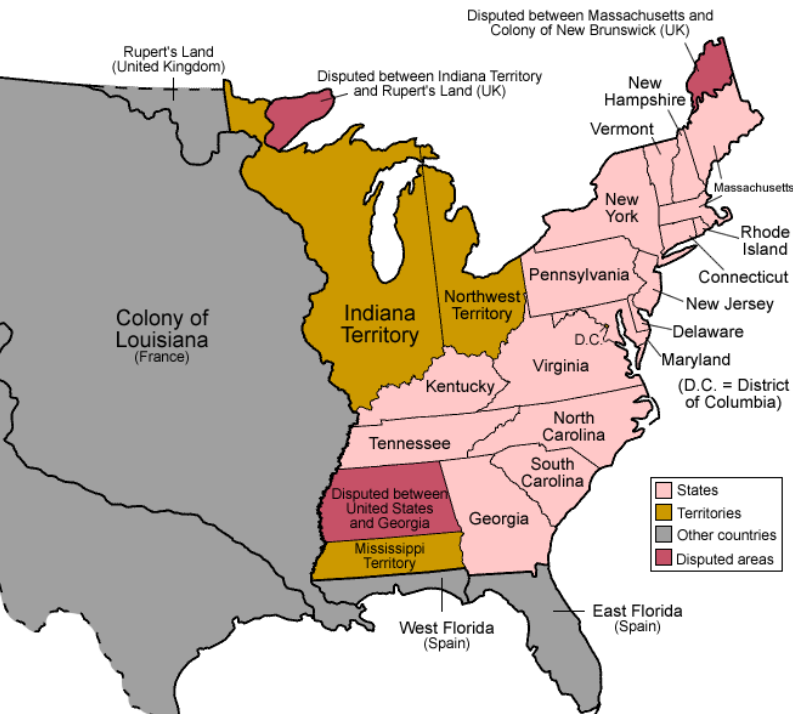 Disputed between Massachusetts and
Colony of New Brunswick (UK)
Rupert's Land
(United Kingdom)
Disputed between Indiana Territory
and Rupert's Land (UK)
New
Hampshire
Vermont
Massachusetts
New
York
Rhode
Island
Connecticut
Pennsylvania
New Jersey
Northwest
Territory
Indiana
Territory
Colony of
Louisiana
(France)
D.C.
Delaware
Maryland
Virginia
(D.C. = District
of Columbia)
Kentucky
North
Carolina
Tennessee
South
Carolina
Disputed between
United States
and Georgia
Georgia
Mississippi
Territory
States
Territories
Other countries
Disputed areas
West Florida
(Spain)
East Florida
(Spain)